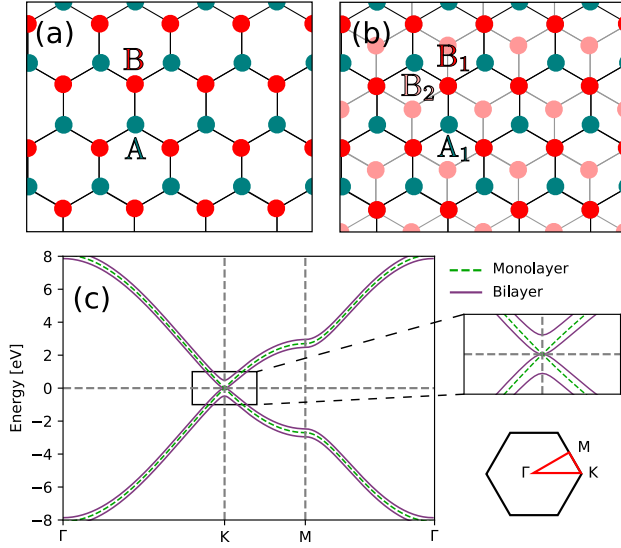 (a)
B
A
(b)
B₁
B₂
A₁
(c)
Energy [eV]
8
6
4
2
0
−2
−4
−6
−8
Γ
K
M
Γ
Monolayer
Bilayer
M
Γ
K